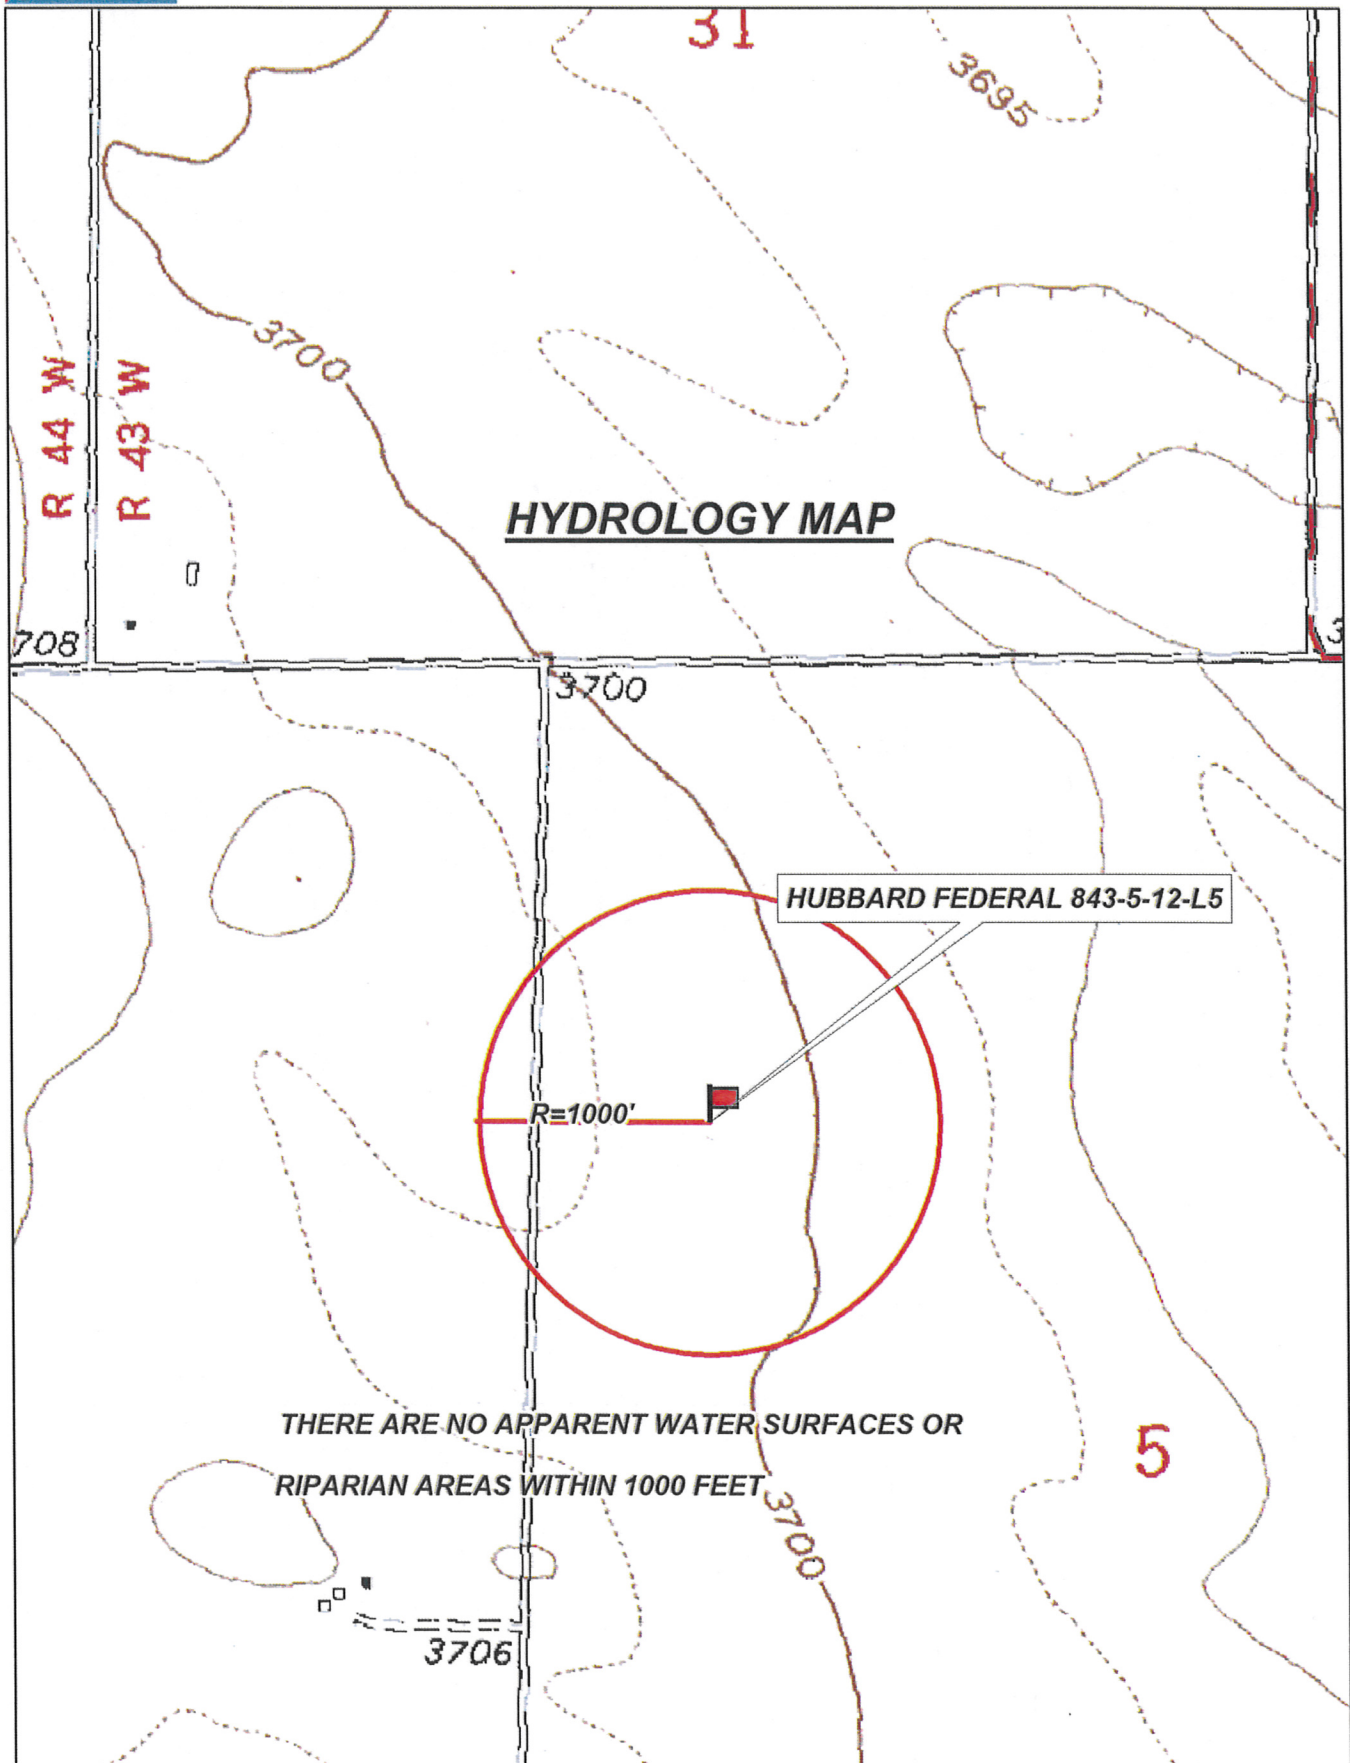 31
3695
3700
R 44 W
R 43 W
HYDROLOGY MAP
708
3
3700
HUBBARD FEDERAL 843-5-12-L5
R=1000'
THERE ARE NO APPARENT WATER SURFACES OR
RIPARIAN AREAS WITHIN 1000 FEET
5
3700
3706